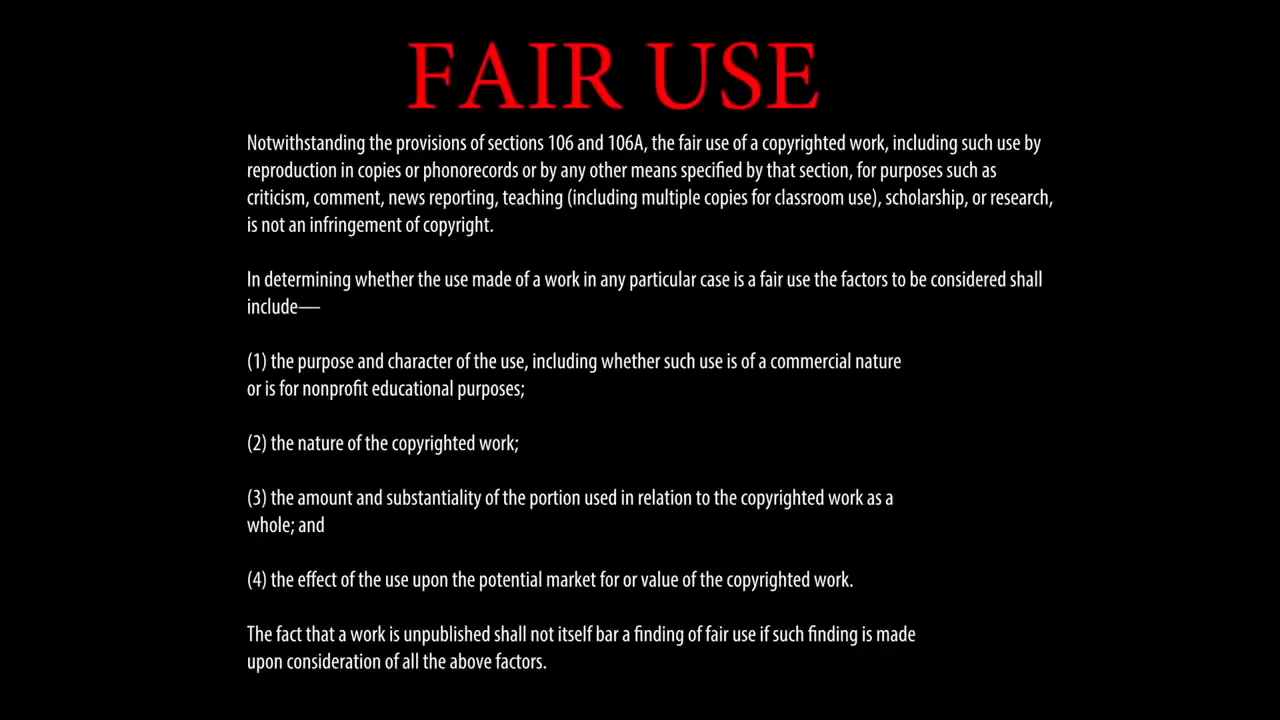 FAIR USE
Notwithstanding the provisions of sections 106 and 106A, the fair use of a copyrighted work, including such use by
reproduction in copies or phonorecords or by any other means specified by that section, for purposes such as
criticism, comment, news reporting, teaching (including multiple copies for classroom use), scholarship, or research,
is not an infringement of copyright.
In determining whether the use made of a work in any particular case is a fair use the factors to be considered shall
include—
(1) the purpose and character of the use, including whether such use is of a commercial nature
or is for nonprofit educational purposes;
(2) the nature of the copyrighted work;
(3) the amount and substantiality of the portion used in relation to the copyrighted work as a
whole; and
(4) the effect of the use upon the potential market for or value of the copyrighted work.
The fact that a work is unpublished shall not itself bar a finding of fair use if such finding is made
upon consideration of all the above factors.